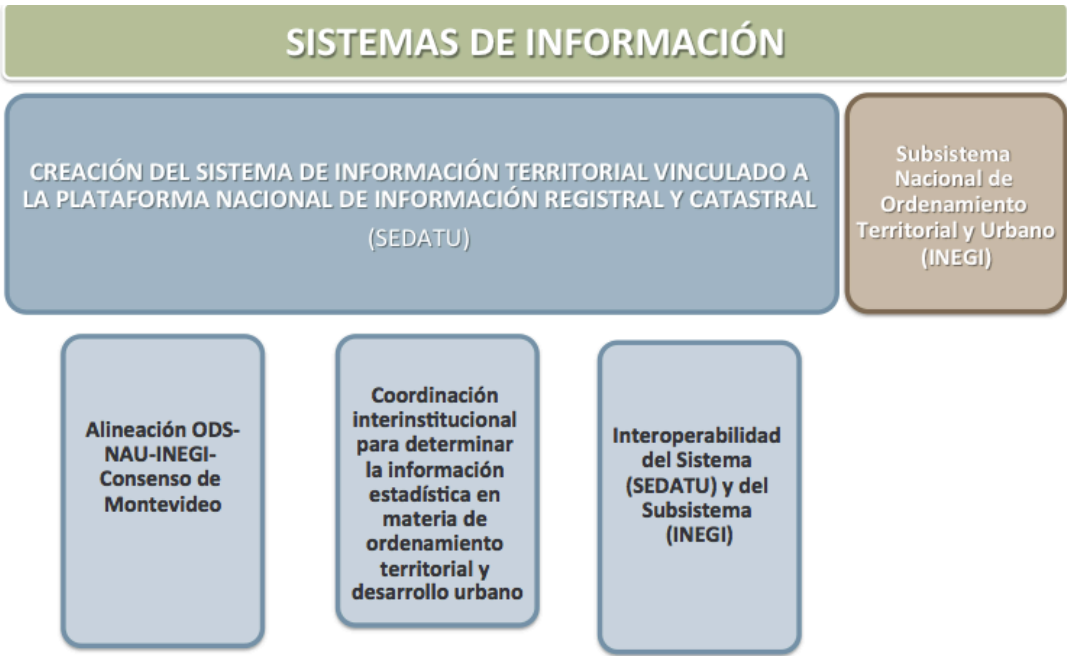 SISTEMAS DE INFORMACIÓN
CREACIÓN DEL SISTEMA DE INFORMACIÓN TERRITORIAL VINCULADO A
LA PLATAFORMA NACIONAL DE INFORMACIÓN REGISTRAL Y CATASTRAL
(SEDATU)
Subsistema
Nacional de
Ordenamiento
Territorial y Urbano
(INEGI)
Alineación ODS-
NAU-INEGI-
Consenso de
Montevideo
Coordinación
interinstitucional
para determinar
la información
estadística en
materia de
ordenamiento
territorial y
desarrollo urbano
Interoperabilidad
del Sistema
(SEDATU) y del
Subsistema
(INEGI)